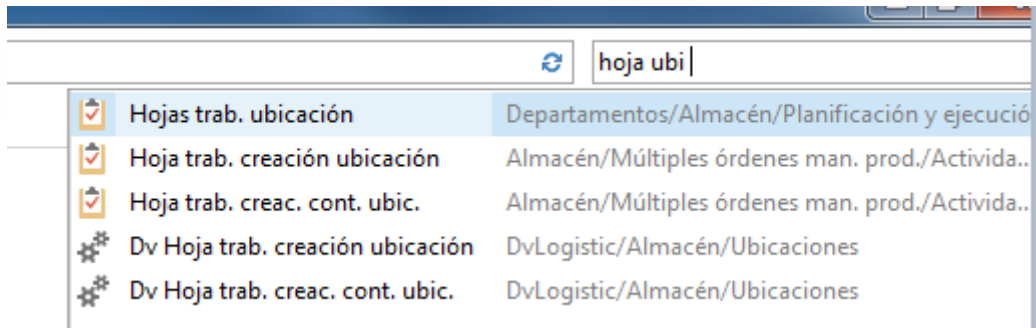 hoja ubi
Hojas trab. ubicación Departamentos/Almacén/Planificación y ejecució
Hoja trab. creación ubicación Almacén/Múltiples órdenes man. prod./Activida...
Hoja trab. creac. cont. ubic. Almacén/Múltiples órdenes man. prod./Activida...
Dv Hoja trab. creación ubicación DvLogistic/Almacén/Ubicaciones
Dv Hoja trab. creac. cont. ubic. DvLogistic/Almacén/Ubicaciones